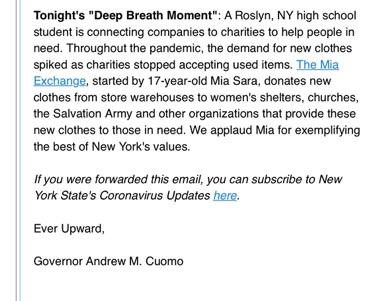 Tonight's "Deep Breath Moment": A Roslyn, NY high school
student is connecting companies to charities to help people in
need. Throughout the pandemic, the demand for new clothes
spiked as charities stopped accepting used items. The Mia
Exchange, started by 17-year-old Mia Sara, donates new
clothes from store warehouses to women's shelters, churches,
the Salvation Army and other organizations that provide these
new clothes to those in need. We applaud Mia for exemplifying
the best of New York's values.
If you were forwarded this email, you can subscribe to New
York State's Coronavirus Updates here.
Ever Upward,
Governor Andrew M. Cuomo